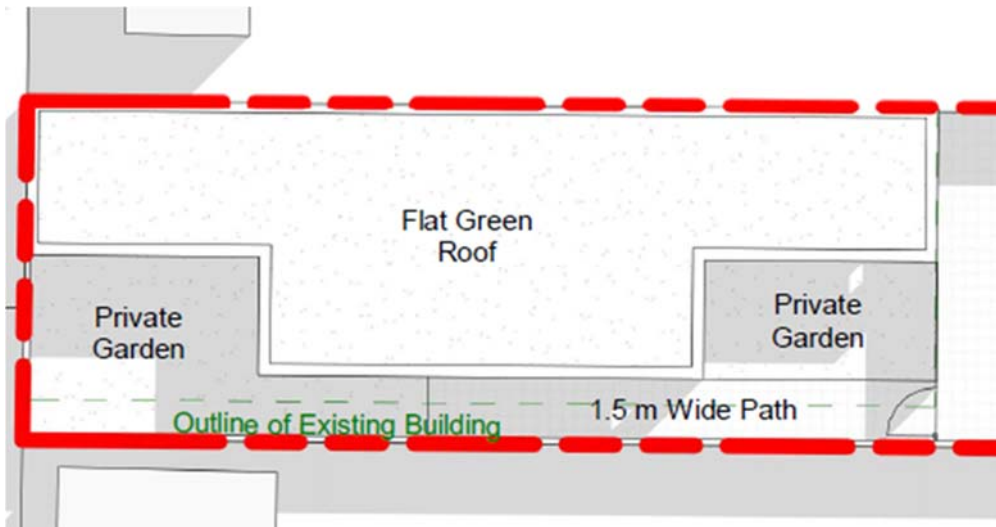 Flat Green
Roof
Private
Garden
Private
Garden
1.5 m Wide Path
Outline of Existing Building